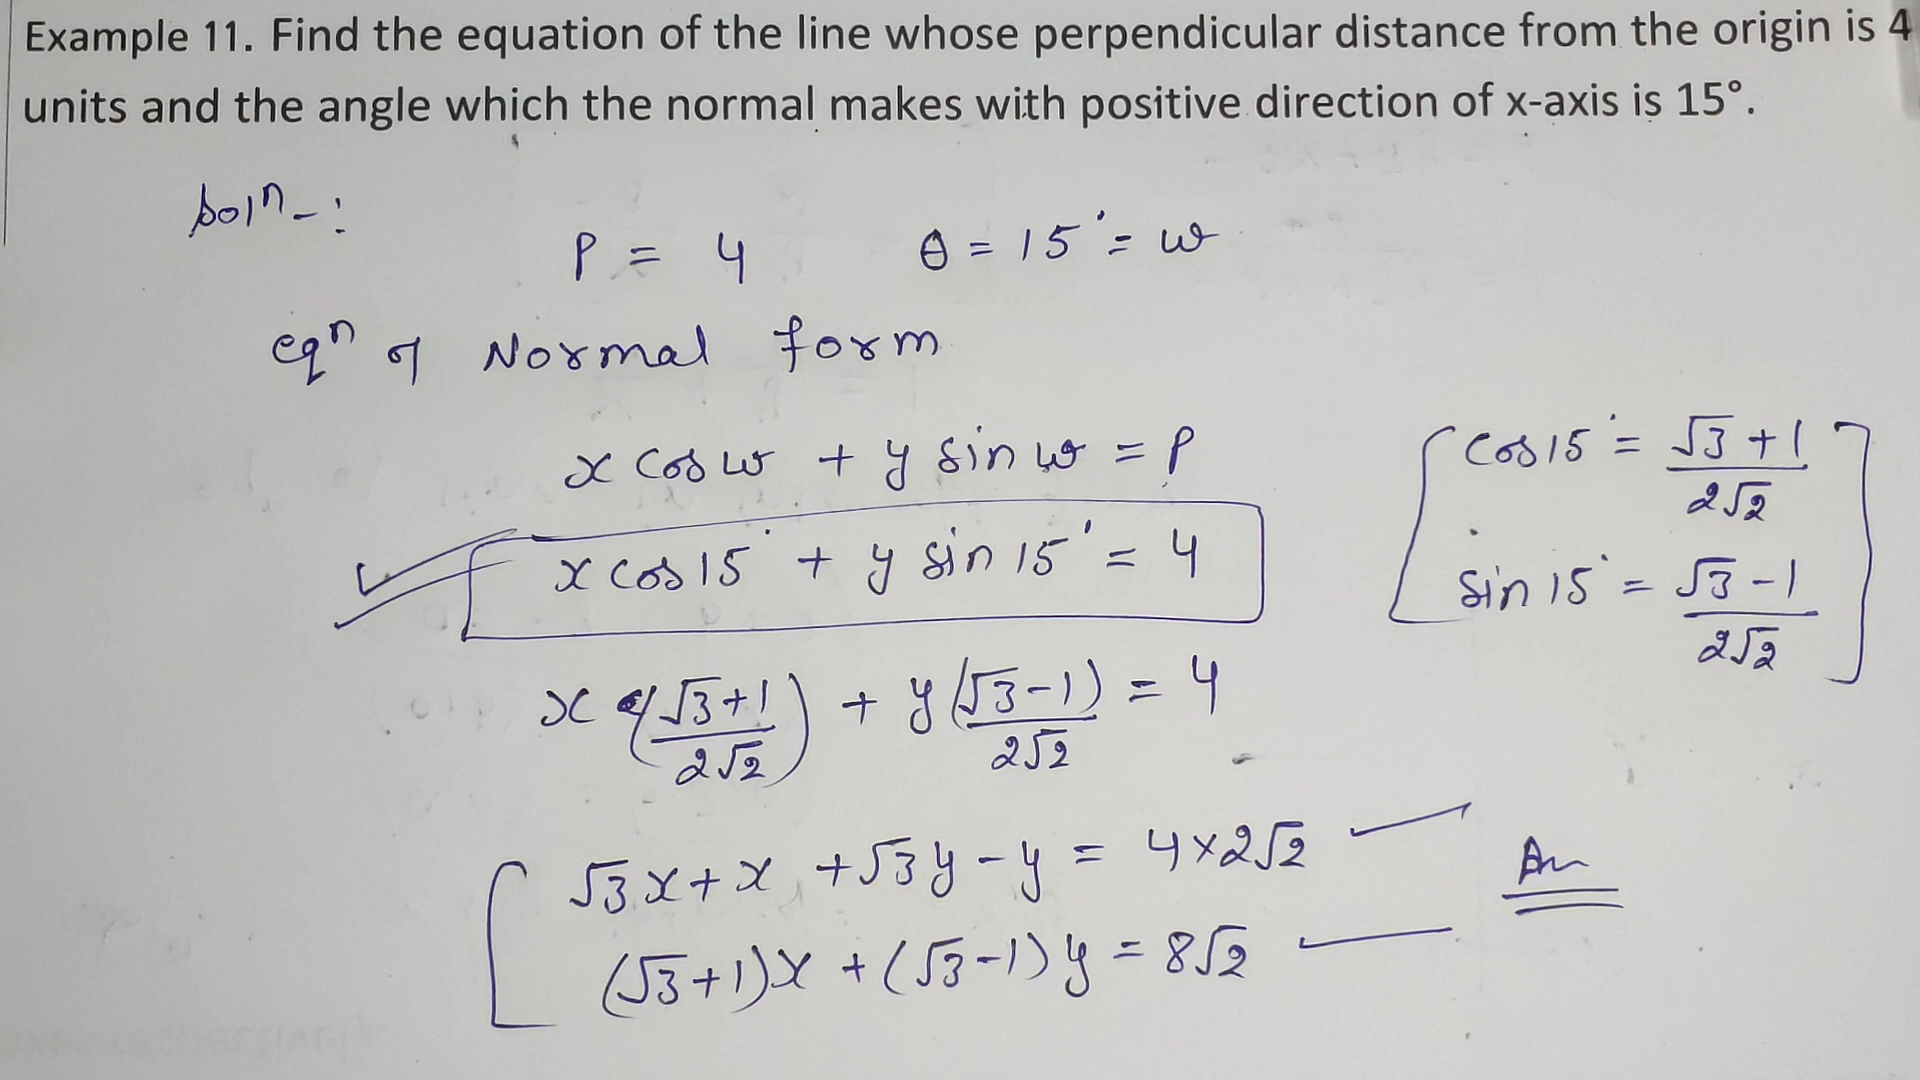 Example 11. Find the equation of the line whose perpendicular distance from the origin is 4
units and the angle which the normal makes with positive direction of x-axis is 15°.
Solⁿ-:
P = 4 θ = 15° = ω
eqⁿ of Normal form
x cos ω + y sin ω = P
x cos 15° + y sin 15° = 4
[cos 15° = (√3+1)/(2√2)
sin 15° = (√3-1)/(2√2)]
x ((√3+1)/(2√2)) + y (√3-1)/(2√2) = 4
√3x + x + √3y - y = 4×2√2
(√3+1)x + (√3-1)y = 8√2
An